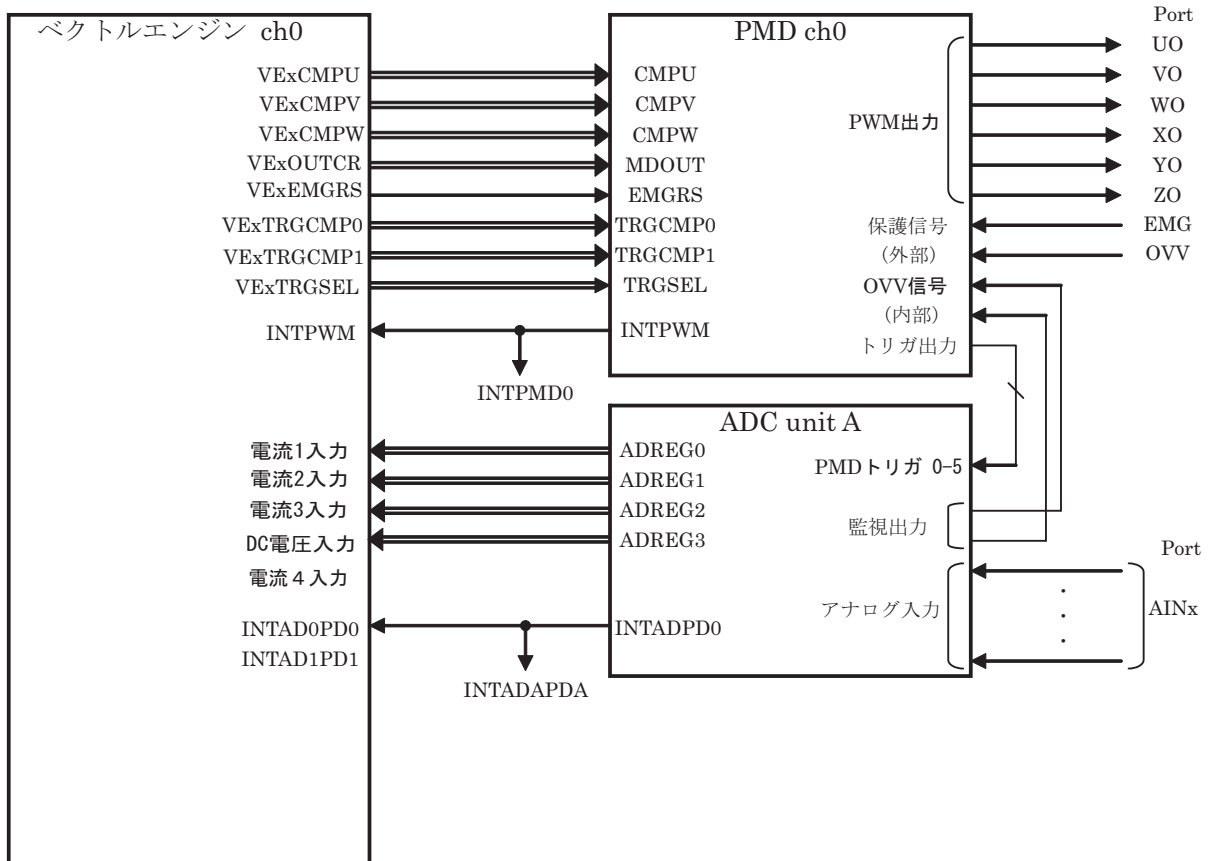 ベクトルエンジン ch0
VExCMPU
VExCMPV
VExCMPW
VExOUTCR
VExEMGRS
VExTRGCMP0
VExTRGCMP1
VExTRGSEL
INTPWM
電流1入力
電流2入力
電流3入力
DC電圧入力
電流４入力
INTAD0PD0
INTAD1PD1
INTPMD0
INTADAPDA
PMD ch0
CMPU
CMPV
CMPW
MDOUT
EMGRS
TRGCMP0
TRGCMP1
TRGSEL
INTPWM
PWM出力
保護信号
（外部）
OVV信号
（内部）
トリガ出力
Port
UO
VO
WO
XO
YO
ZO
EMG
OVV
ADC unit A
ADREG0
ADREG1
ADREG2
ADREG3
INTADPD0
PMDトリガ 0-5
監視出力
アナログ入力
Port
AINx